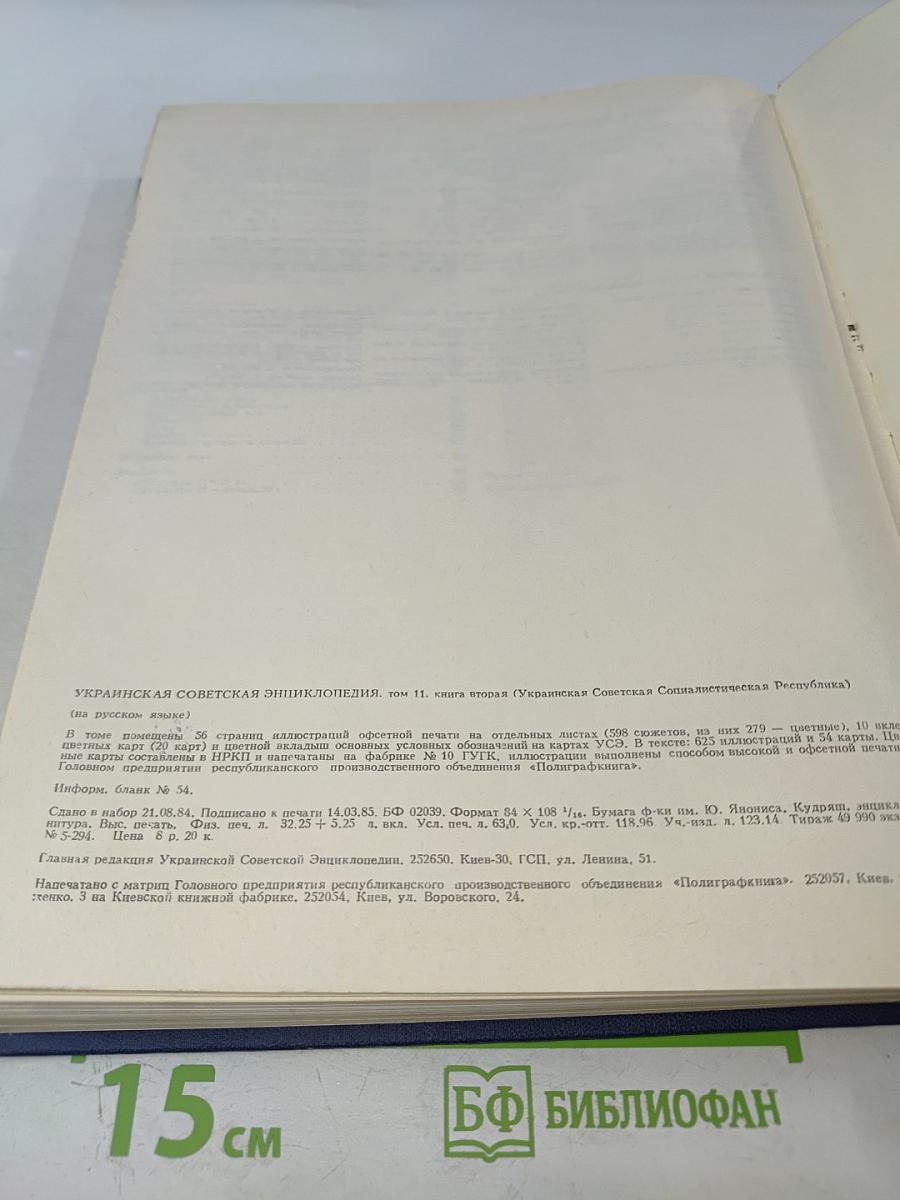 УКРАИНСКАЯ СОВЕТСКАЯ ЭНЦИКЛОПЕДИЯ. том 11. книга вторая (Украинская Советская Социалистическая Республика)
(на русском языке)
В томе помещены 56 страниц иллюстраций офсетной печати на отдельных листах (598 сюжетов, из них 279 — цветные), 10 вкле
цветных карт (20 карт) и цветной вкладыш основных условных обозначений на картах УСЭ. В тексте: 625 иллюстраций и 54 карты. Цв
ные карты составлены в НРКП и напечатаны на фабрике № 10 ГУГК, иллюстрации выполнены способом высокой и офсетной печати
Головном предприятии республиканского производственного объединения «Полиграфкнига».
Информ. бланк № 54.
Сдано в набор 21.08.84. Подписано к печати 14.03.85. БФ 02039. Формат 84 × 108 ¹/₁₆. Бумага ф-ки им. Ю. Янониса. Кудряш. энцикл
нитура. Выс. печать. Физ. печ. л. 32.25 + 5.25 л. вкл. Усл. печ. л. 63,0. Усл. кр.-отт. 118,96. Уч.-изд. л. 123,14. Тираж 49 990 экз
№ 5-294. Цена 8 р. 20 к.
Главная редакция Украинской Советской Энциклопедии. 252650. Киев-30, ГСП, ул. Ленина, 51.
Напечатано с матриц Головного предприятия республиканского производственного объединения «Полиграфкнига». 252057, Киев,
женко, 3 на Киевской книжной фабрике. 252054, Киев, ул. Воровского, 24.
15 см
БФ БИБЛИОФАН